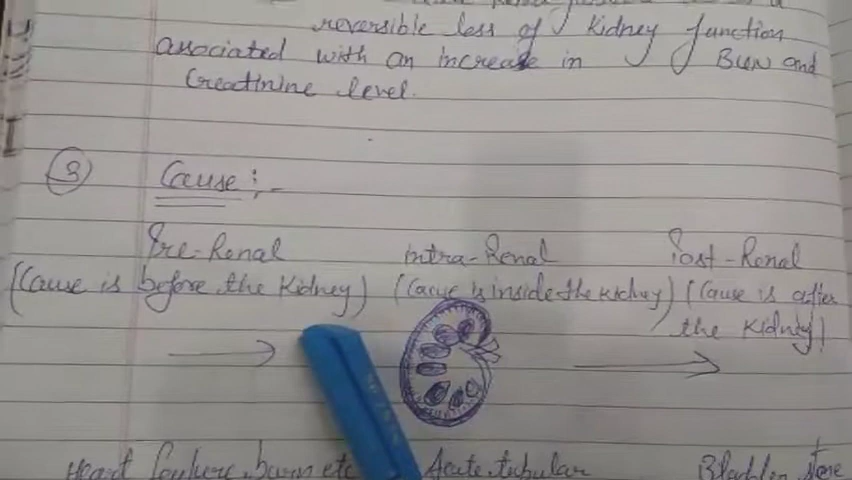 reversible loss of kidney function
associated with an increase in BUN and
Creatinine level.
3 Cause:-
Pre-Renal intra-Renal Post-Renal
(Cause is before the Kidney) (Cause is inside the kidney) (Cause is after
the Kidney)
Heart failure, burn etc Acute tubular Bladder stone